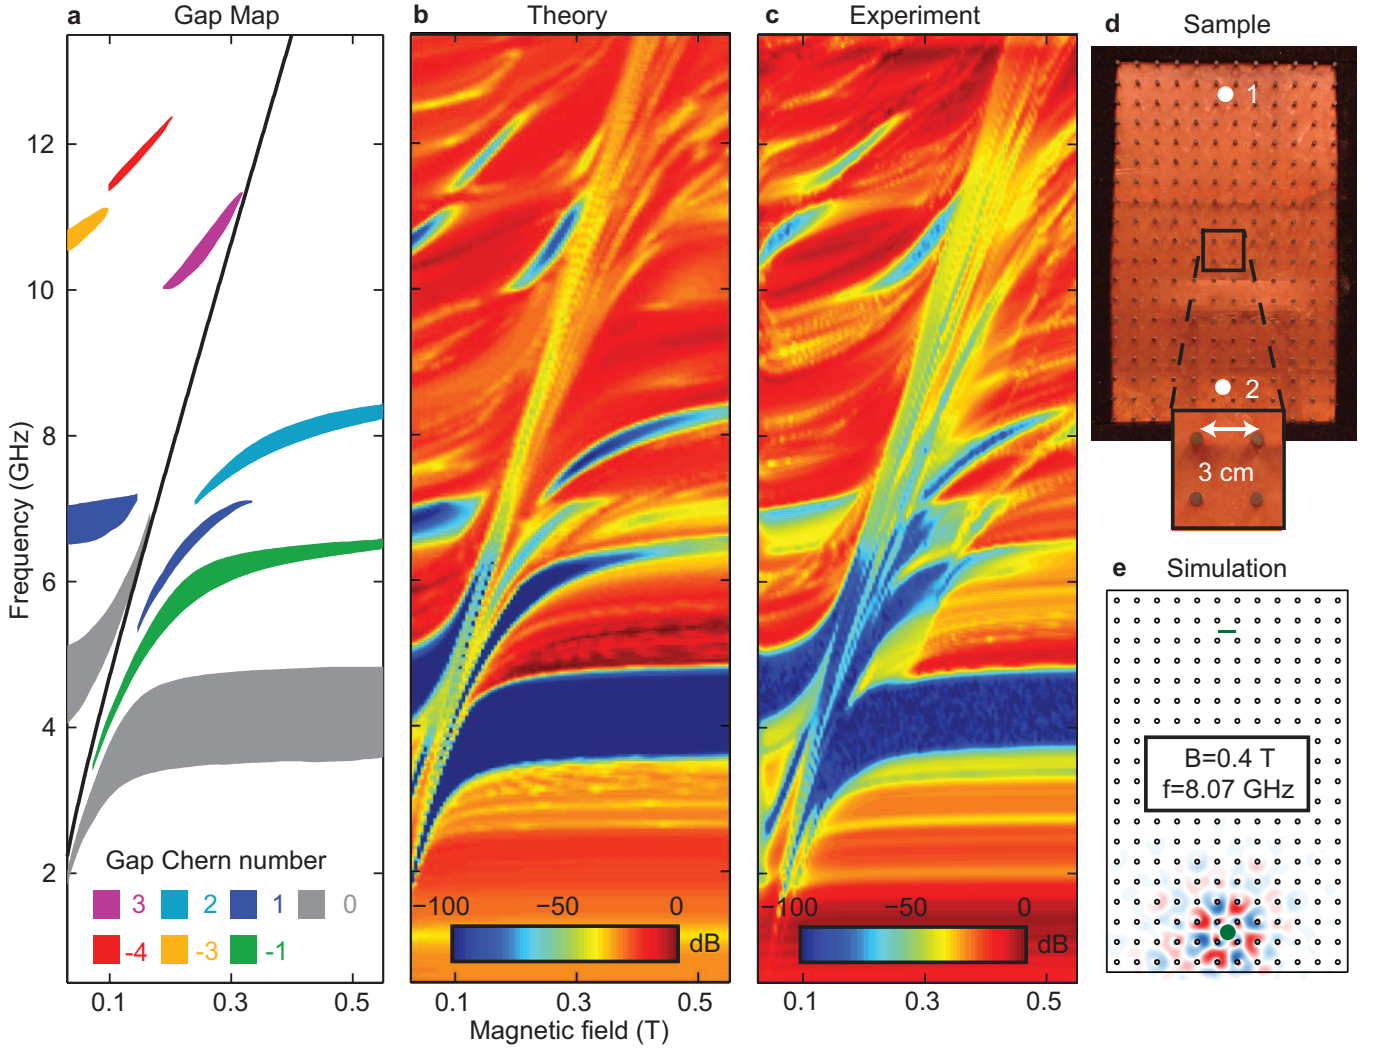 a Gap Map
b Theory
c Experiment
d Sample
Frequency (GHz)
12
10
8
6
4
2
0.1 0.3 0.5
Gap Chern number
3 2 1 0
-4 -3 -1
−100 −50 0
dB
0.1 0.3 0.5
Magnetic field (T)
−100 −50 0
dB
0.1 0.3 0.5
1
2
3 cm
e Simulation
B=0.4 T
f=8.07 GHz